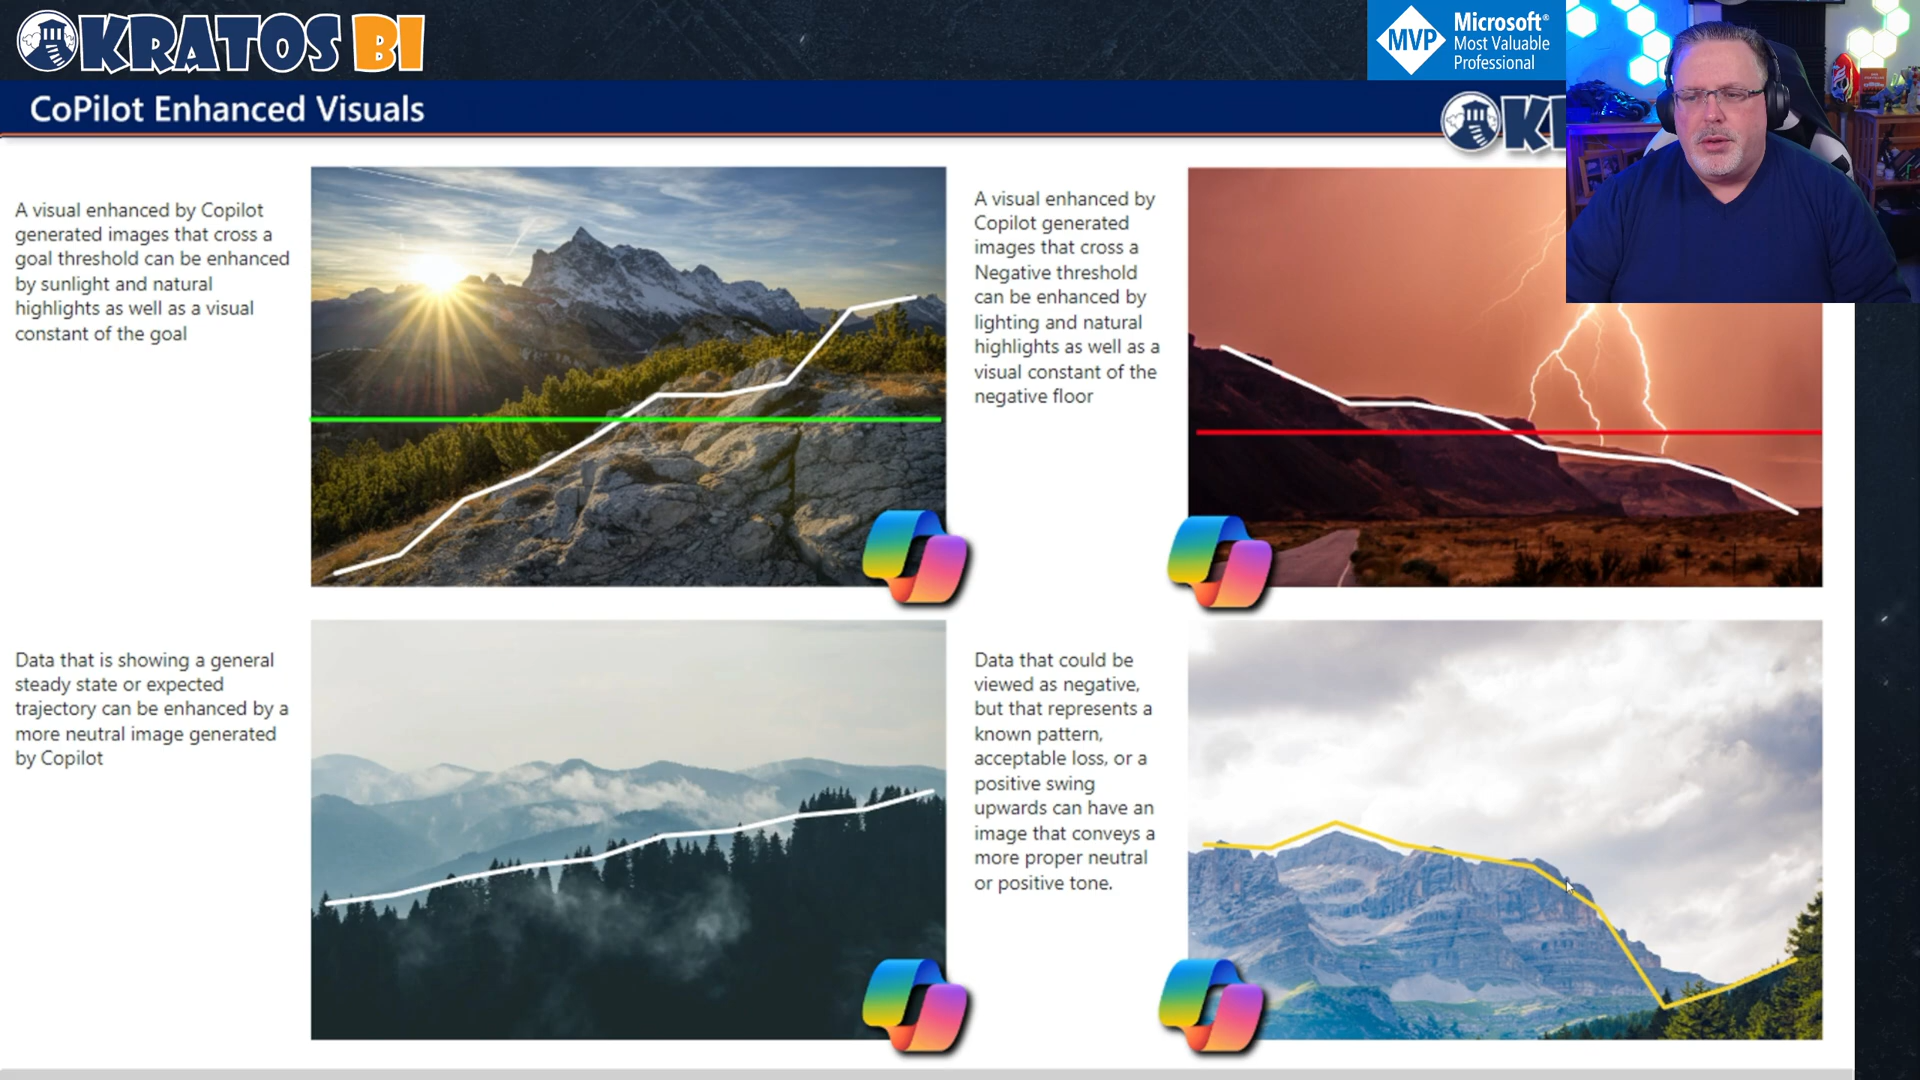 KRATOS BI
MVP
Microsoft®
Most Valuable
Professional
CoPilot Enhanced Visuals
A visual enhanced by Copilot
generated images that cross a
goal threshold can be enhanced
by sunlight and natural
highlights as well as a visual
constant of the goal
A visual enhanced by
Copilot generated
images that cross a
Negative threshold
can be enhanced by
lighting and natural
highlights as well as a
visual constant of the
negative floor
Data that is showing a general
steady state or expected
trajectory can be enhanced by a
more neutral image generated
by Copilot
Data that could be
viewed as negative,
but that represents a
known pattern,
acceptable loss, or a
positive swing
upwards can have an
image that conveys a
more proper neutral
or positive tone.